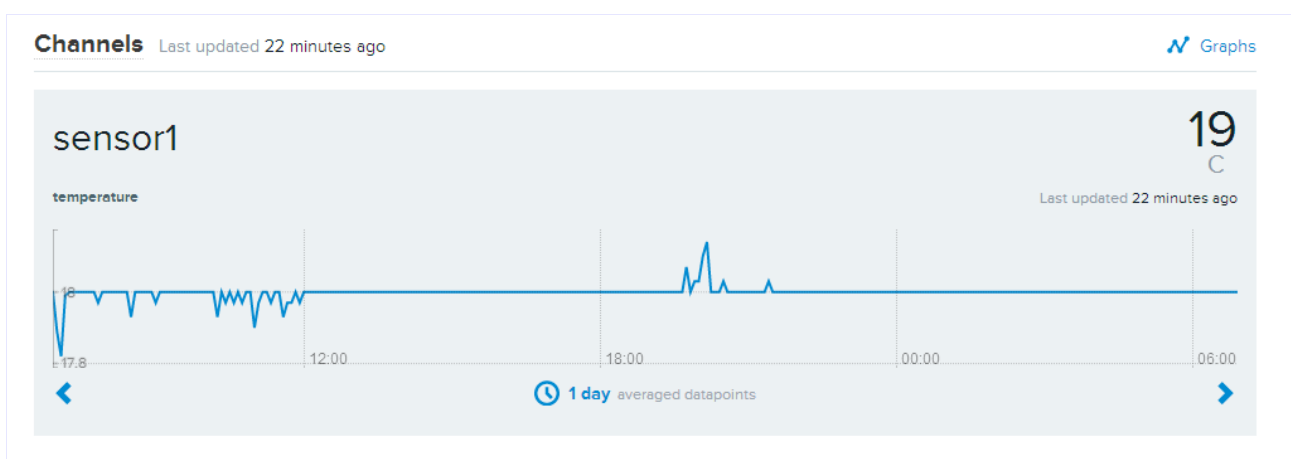 Channels Last updated 22 minutes ago Graphs
sensor1 19
C
temperature Last updated 22 minutes ago
18
17.8 12:00 18:00 00:00 06:00
1 day averaged datapoints